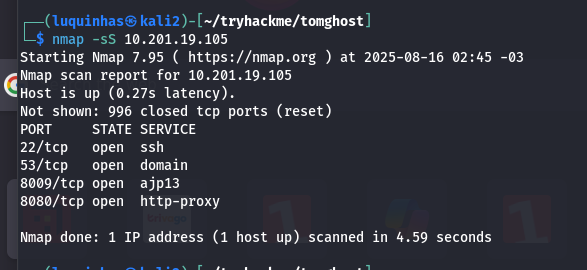 ┌──(luquinhas㉿kali2)-[~/tryhackme/tomghost]
└─$ nmap -sS 10.201.19.105
Starting Nmap 7.95 ( https://nmap.org ) at 2025-08-16 02:45 -03
Nmap scan report for 10.201.19.105
Host is up (0.27s latency).
Not shown: 996 closed tcp ports (reset)
PORT     STATE SERVICE
22/tcp   open  ssh
53/tcp   open  domain
8009/tcp open  ajp13
8080/tcp open  http-proxy
Nmap done: 1 IP address (1 host up) scanned in 4.59 seconds
┌──(luquinhas㉿kali2)-[~/tryhackme/tomghost]